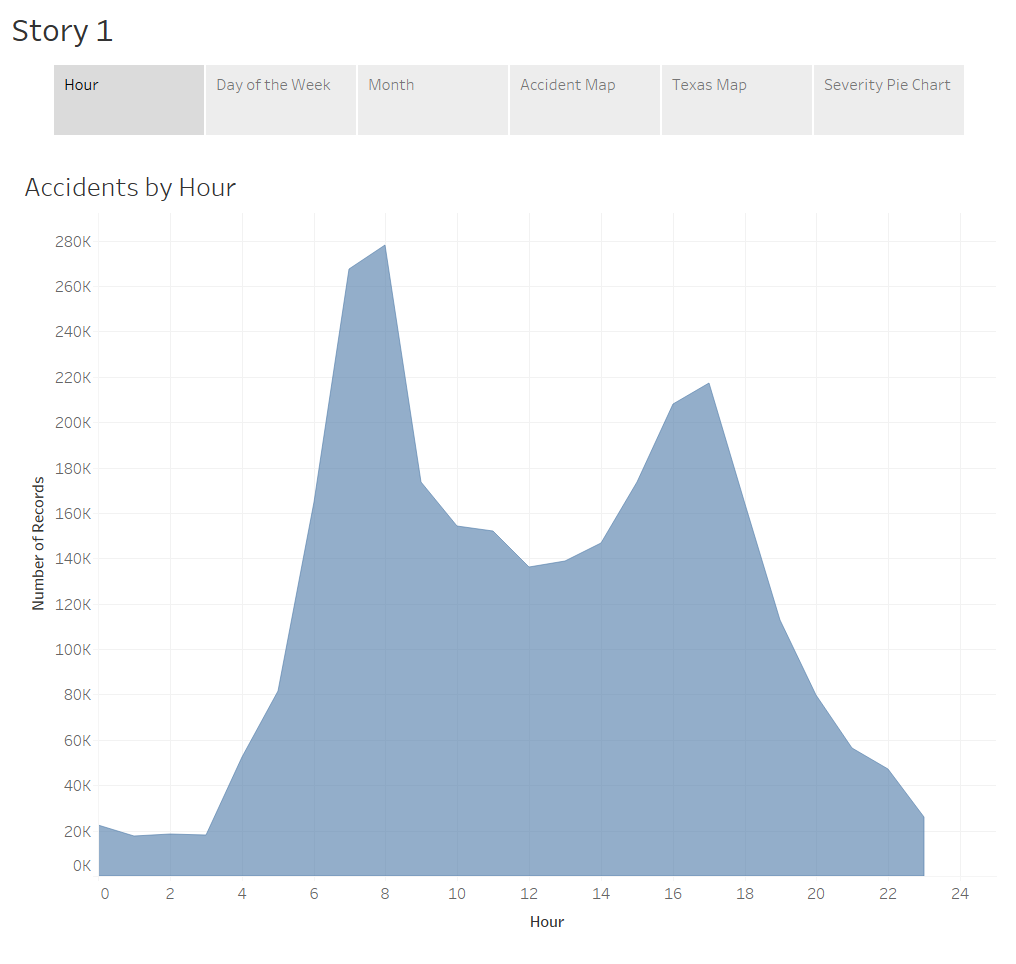 Story 1
Hour
Day of the Week
Month
Accident Map
Texas Map
Severity Pie Chart
Accidents by Hour
280K
260K
240K
220K
200K
180K
160K
140K
120K
100K
80K
60K
40K
20K
0K
Number of Records
0 2 4 6 8 10 12 14 16 18 20 22 24
Hour